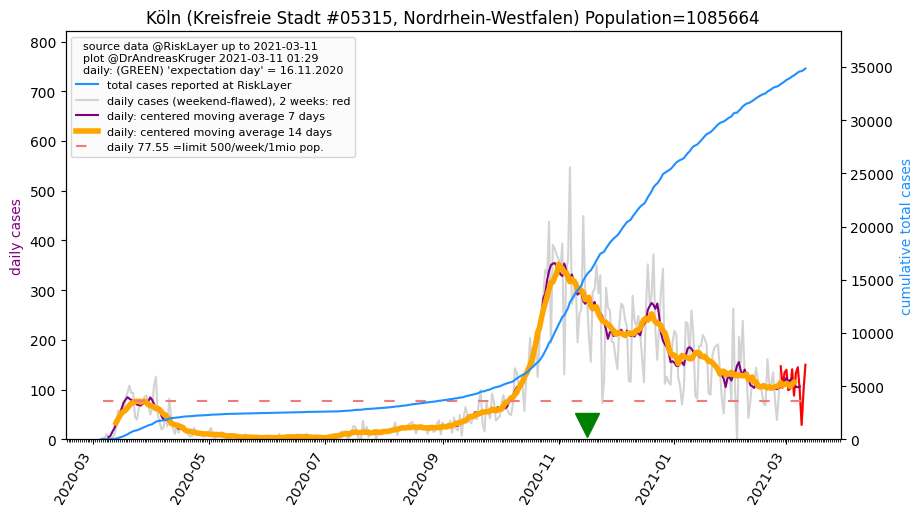 Köln (Kreisfreie Stadt #05315, Nordrhein-Westfalen) Population=1085664
source data @RiskLayer up to 2021-03-11
plot @DrAndreasKruger 2021-03-11 01:29
daily: (GREEN) 'expectation day' = 16.11.2020
total cases reported at RiskLayer
daily cases (weekend-flawed), 2 weeks: red
daily: centered moving average 7 days
daily: centered moving average 14 days
daily 77.55 =limit 500/week/1mio pop.
daily cases
800
700
600
500
400
300
200
100
0
cumulative total cases
35000
30000
25000
20000
15000
10000
5000
0
2020-03
2020-05
2020-07
2020-09
2020-11
2021-01
2021-03